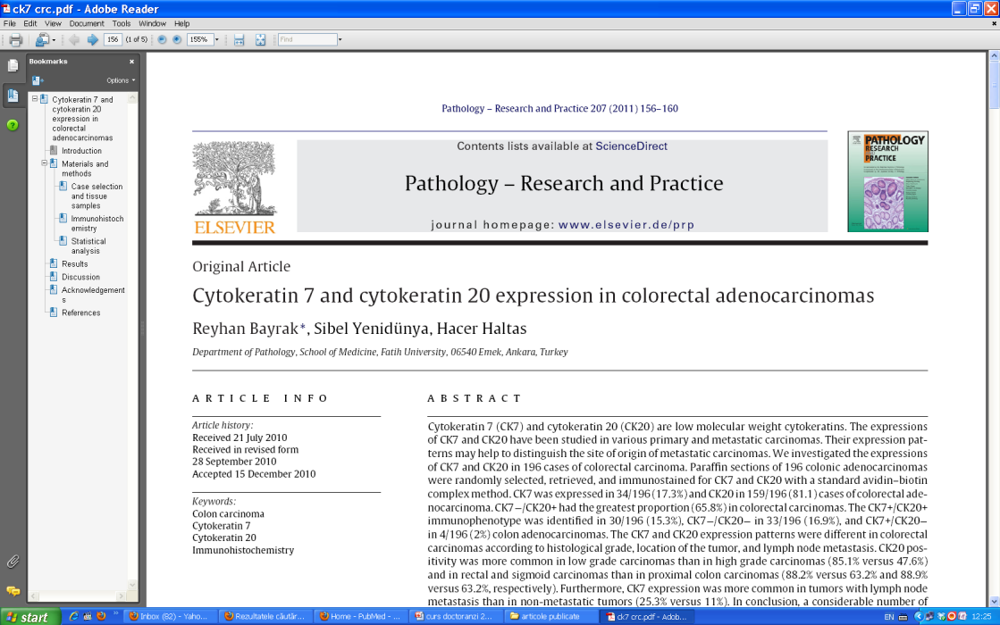 ck7 crc.pdf - Adobe Reader
File Edit View Document Tools Window Help
156 (1 of 5) 155% Find
Bookmarks
Options
Cytokeratin 7 and
cytokeratin 20
expression in
colorectal
adenocarcinomas
Introduction
Materials and
methods
Case selection
and tissue
samples
Immunohistoch
emistry
Statistical
analysis
Results
Discussion
Acknowledgement
s
References
Pathology – Research and Practice 207 (2011) 156–160
Contents lists available at ScienceDirect
Pathology – Research and Practice
journal homepage: www.elsevier.de/prp
ELSEVIER
PATHOLOGY
RESEARCH
AND
PRACTICE
Original Article
Cytokeratin 7 and cytokeratin 20 expression in colorectal adenocarcinomas
Reyhan Bayrak*, Sibel Yenidünya, Hacer Haltas
Department of Pathology, School of Medicine, Fatih University, 06540 Emek, Ankara, Turkey
ARTICLE INFO
Article history:
Received 21 July 2010
Received in revised form
28 September 2010
Accepted 15 December 2010
Keywords:
Colon carcinoma
Cytokeratin 7
Cytokeratin 20
Immunohistochemistry
ABSTRACT
Cytokeratin 7 (CK7) and cytokeratin 20 (CK20) are low molecular weight cytokeratins. The expressions
of CK7 and CK20 have been studied in various primary and metastatic carcinomas. Their expression pat-
terns may help to distinguish the site of origin of metastatic carcinomas. We investigated the expressions
of CK7 and CK20 in 196 cases of colorectal carcinoma. Paraffin sections of 196 colonic adenocarcinomas
were randomly selected, retrieved, and immunostained for CK7 and CK20 with a standard avidin–biotin
complex method. CK7 was expressed in 34/196 (17.3%) and CK20 in 159/196 (81.1) cases of colorectal ade-
nocarcinoma. CK7−/CK20+ had the greatest proportion (65.8%) in colorectal carcinomas. The CK7+/CK20+
immunophenotype was identified in 30/196 (15.3%), CK7−/CK20− in 33/196 (16.9%), and CK7+/CK20−
in 4/196 (2%) colon adenocarcinomas. The CK7 and CK20 expression patterns were different in colorectal
carcinomas according to histological grade, location of the tumor, and lymph node metastasis. CK20 pos-
itivity was more common in low grade carcinomas than in high grade carcinomas (85.1% versus 47.6%)
and in rectal and sigmoid carcinomas than in proximal colon carcinomas (88.2% versus 63.2% and 88.9%
versus 63.2%, respectively). Furthermore, CK7 expression was more common in tumors with lymph node
metastasis than in non-metastatic tumors (25.3% versus 11%). In conclusion, a considerable number of
start Inbox (82) - Yaho... Rezultatele căutăr... Home - PubMed - ... curs doctoranzi 2... articole publicate ck7 crc.pdf - Adob... EN 12:25